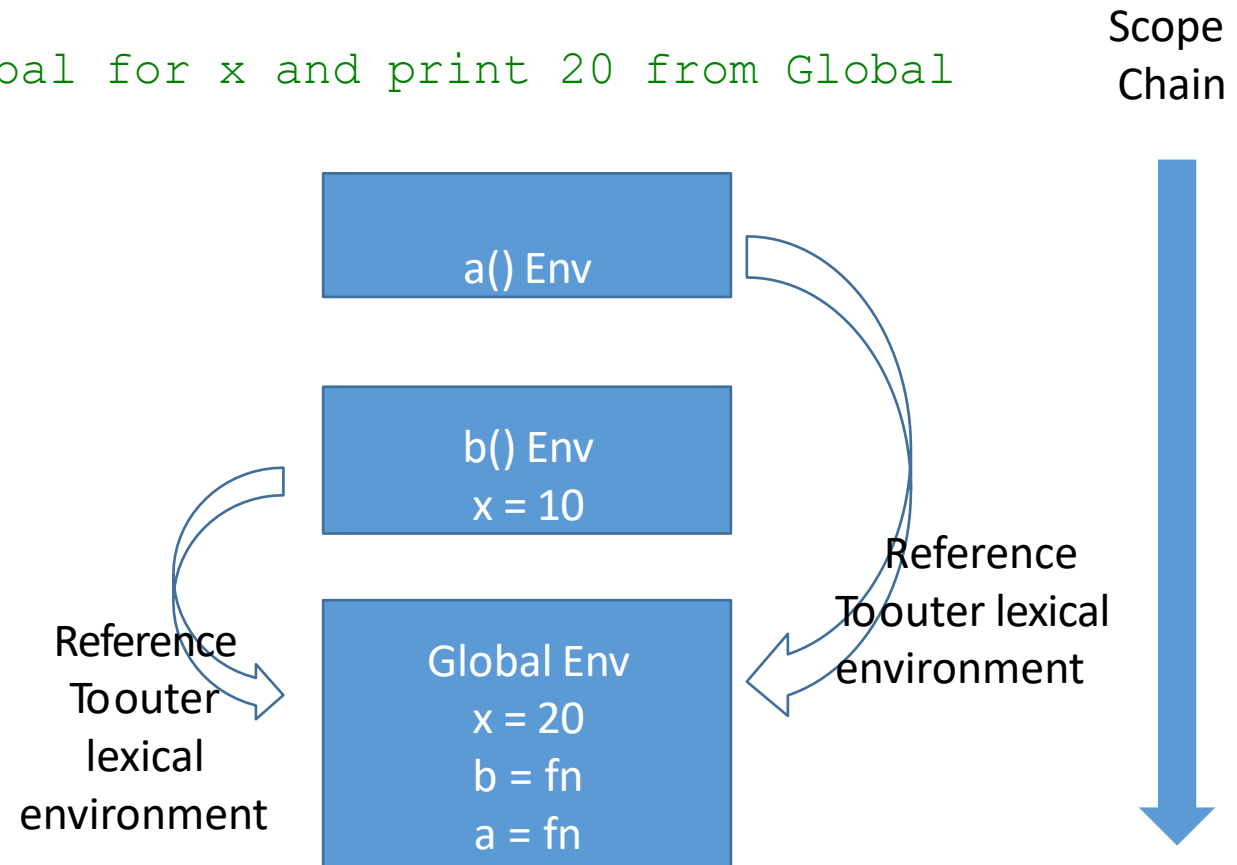 bal for x and print 20 from Global
Scope
Chain
a() Env
b() Env
x = 10
Reference
Toouter lexical
environment
Reference
Toouter
lexical
environment
Global Env
x = 20
b = fn
a = fn